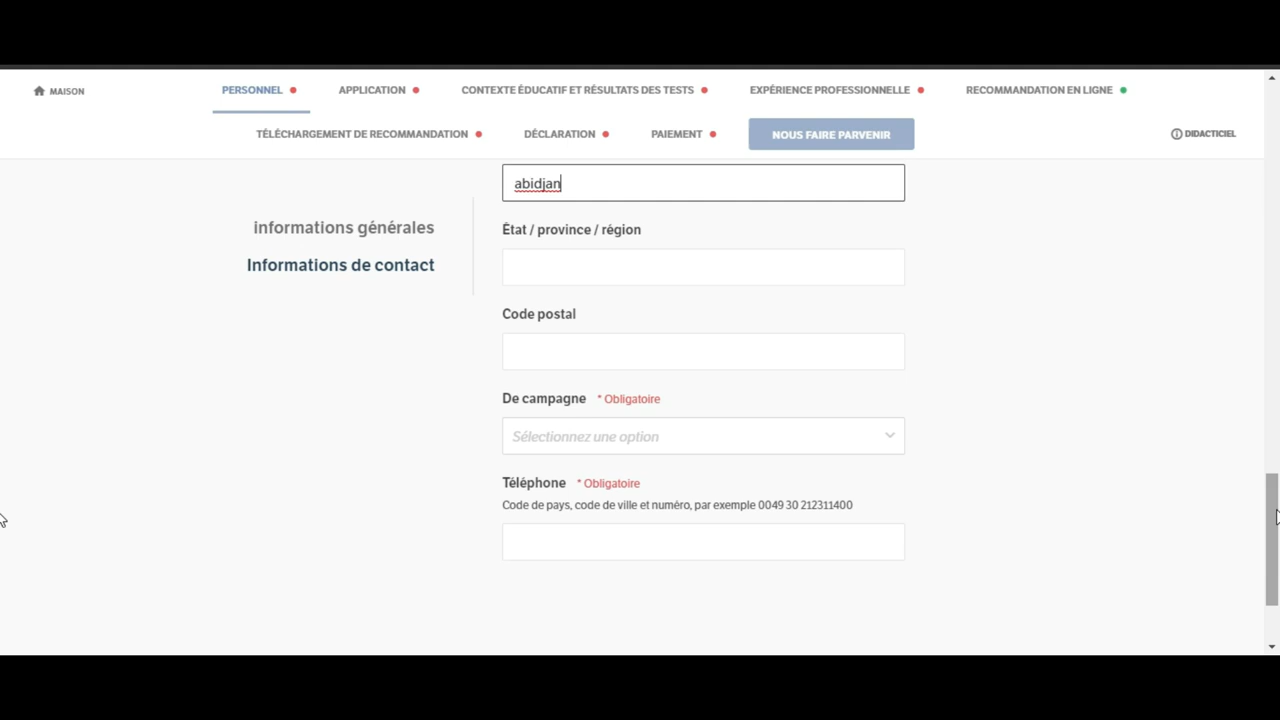 MAISON
PERSONNEL
APPLICATION
CONTEXTE ÉDUCATIF ET RÉSULTATS DES TESTS
EXPÉRIENCE PROFESSIONNELLE
RECOMMANDATION EN LIGNE
TÉLÉCHARGEMENT DE RECOMMANDATION
DÉCLARATION
PAIEMENT
NOUS FAIRE PARVENIR
DIDACTICIEL
informations générales
Informations de contact
abidjan
État / province / région
Code postal
De campagne * Obligatoire
Sélectionnez une option
Téléphone * Obligatoire
Code de pays, code de ville et numéro, par exemple 0049 30 212311400